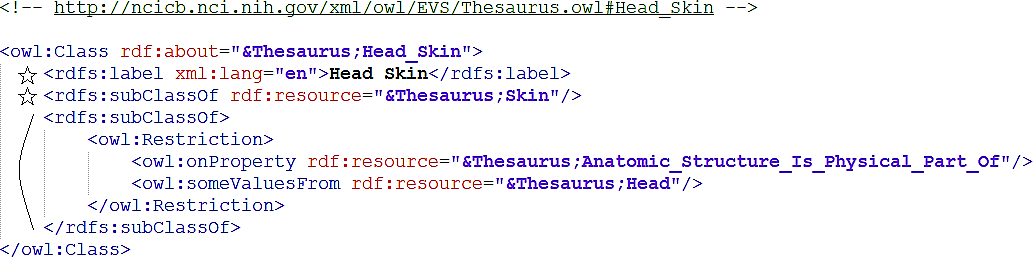 <!-- http://ncicb.nci.nih.gov/xml/owl/EVS/Thesaurus.owl#Head_Skin -->
<owl:Class rdf:about="&Thesaurus;Head_Skin">
<rdfs:label xml:lang="en">Head Skin</rdfs:label>
<rdfs:subClassOf rdf:resource="&Thesaurus;Skin"/>
<rdfs:subClassOf>
<owl:Restriction>
<owl:onProperty rdf:resource="&Thesaurus;Anatomic_Structure_Is_Physical_Part_Of"/>
<owl:someValuesFrom rdf:resource="&Thesaurus;Head"/>
</owl:Restriction>
</rdfs:subClassOf>
</owl:Class>